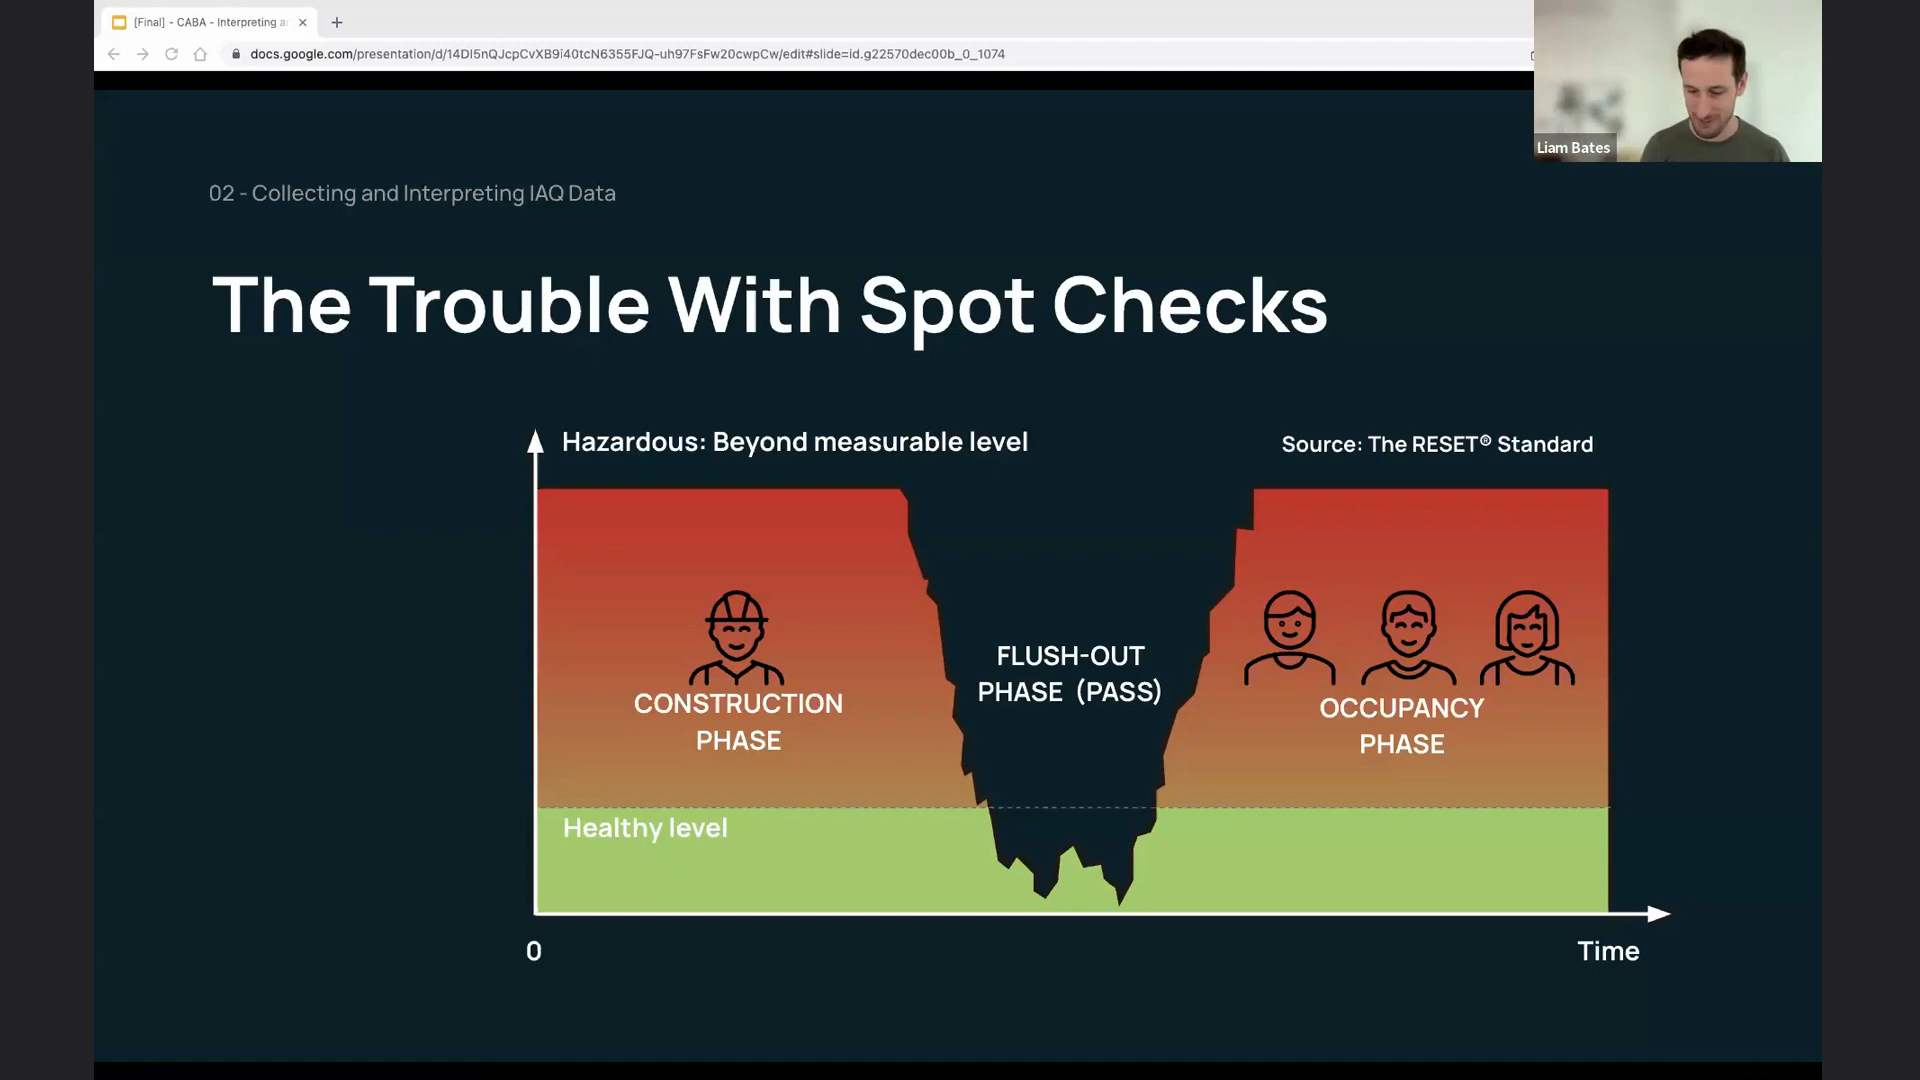 [Final] - CABA - Interpreting a
docs.google.com/presentation/d/14DI5nQJcpCvXB9i40tcN6355FJQ-uh97FsFw20cwpCw/edit#slide=id.g22570dec00b_0_1074
Liam Bates
02 - Collecting and Interpreting IAQ Data
The Trouble With Spot Checks
Hazardous: Beyond measurable level
Source: The RESET® Standard
FLUSH-OUT
PHASE (PASS)
CONSTRUCTION
PHASE
OCCUPANCY
PHASE
Healthy level
0
Time